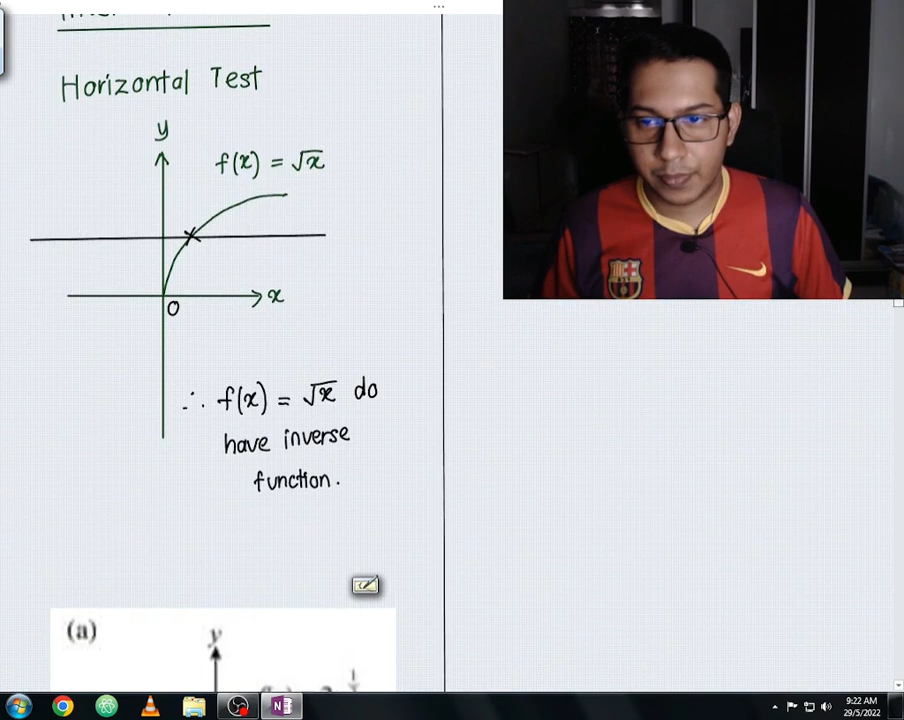 Horizontal Test
y
f(x) = √x
x
0
∴ f(x) = √x do
have inverse
function.
(a)
y
9:22 AM
29/5/2022